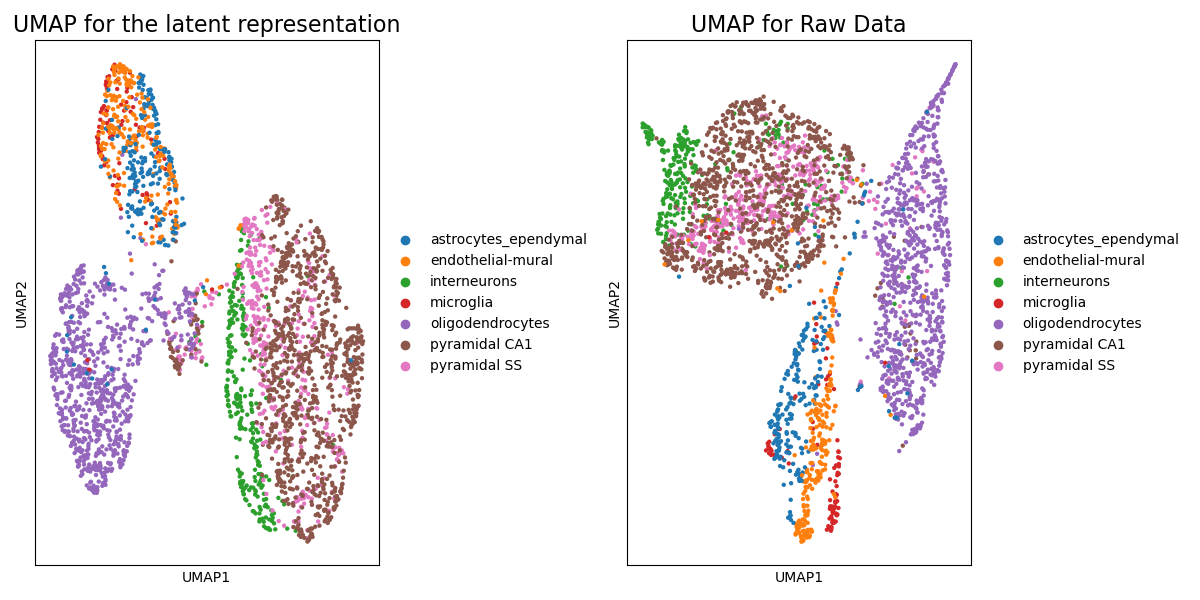 UMAP for the latent representation
UMAP2
UMAP1
astrocytes_ependymal
endothelial-mural
interneurons
microglia
oligodendrocytes
pyramidal CA1
pyramidal SS
UMAP for Raw Data
UMAP2
UMAP1
astrocytes_ependymal
endothelial-mural
interneurons
microglia
oligodendrocytes
pyramidal CA1
pyramidal SS